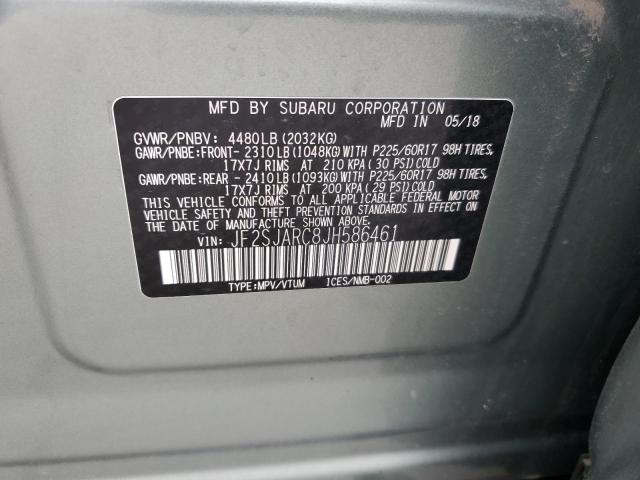 MFD BY SUBARU CORPORATION
MFD IN 05/18
GVWR/PNBV: 4480LB(2032KG)
GAWR/PNBE:FRONT- 2310LB(1048KG)WITH P225/60R17 98H TIRES,
17X7J RIMS AT 210 KPA (30 PSI)COLD
GAWR/PNBE:REAR - 2410LB(1093KG)WITH P225/60R17 98H TIRES,
17X7J RIMS AT 200 KPA (29 PSI)COLD
THIS VEHICLE CONFORMS TO ALL APPLICABLE FEDERAL MOTOR
VEHICLE SAFETY AND THEFT PREVENTION STANDARDS IN EFFECT
ON THE DATE OF MANUFACTURE SHOWN ABOVE.
VIN: JF2SJARC8JH586461
TYPE:MPV/VTUM ICES/NMB-002